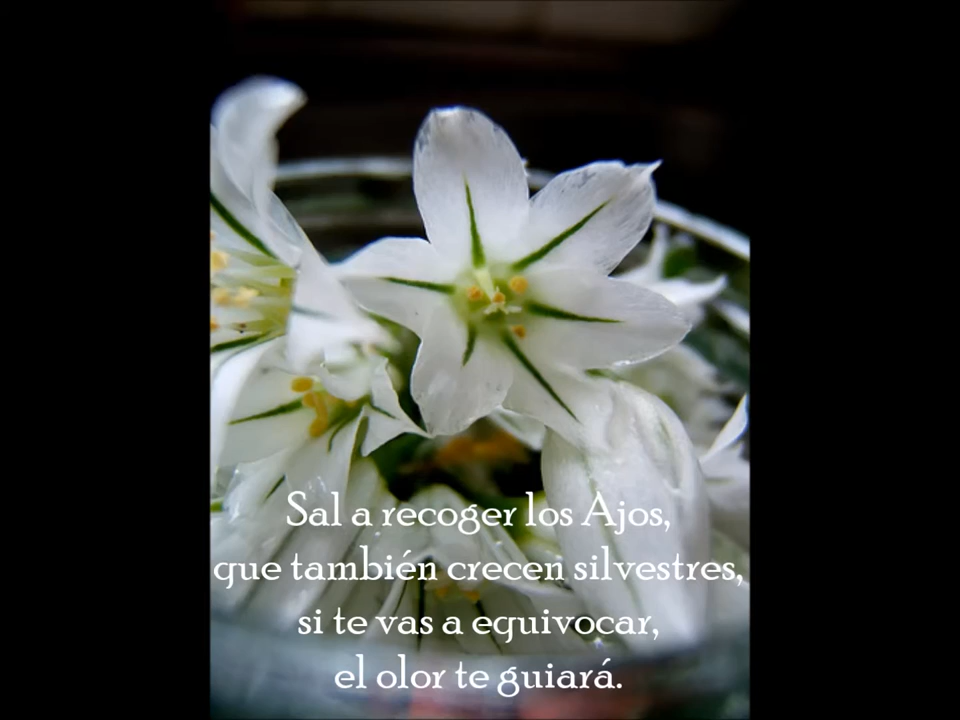 Sal a recoger los Ajos,
que también crecen silvestres,
si te vas a equivocar,
el olor te guiará.